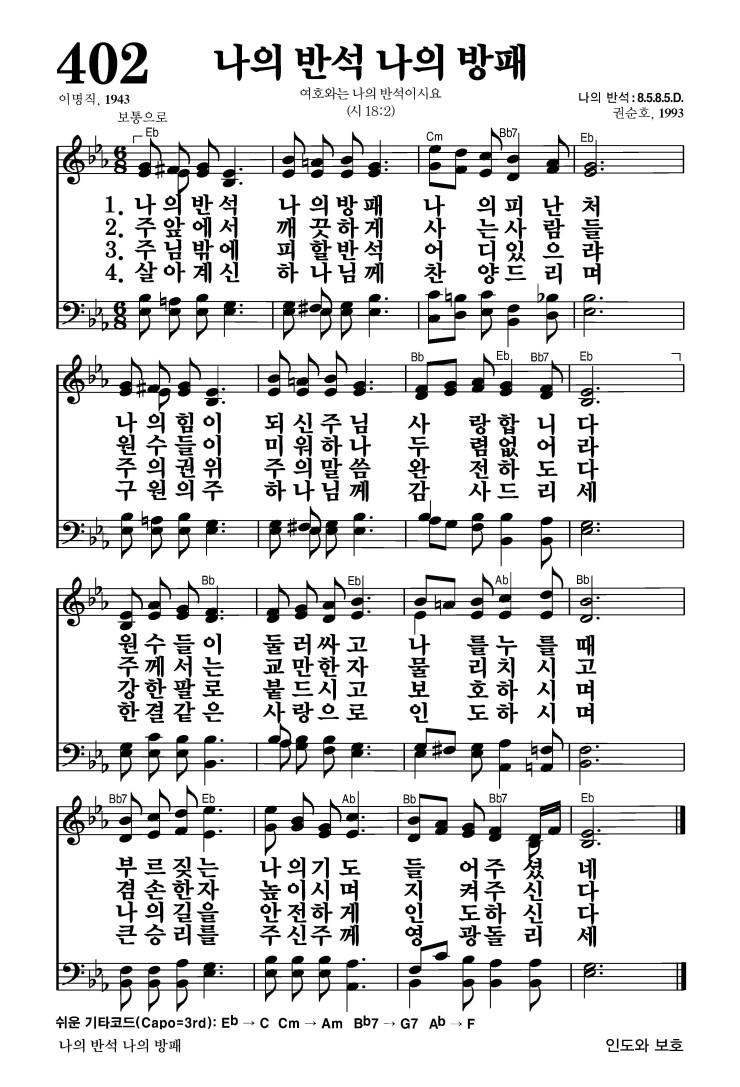 402 나의 반석 나의 방패
여호와는 나의 반석이시요
(시 18:2)
이명직, 1943
나의 반석 : 8.5.8.5.D.
권순호, 1993
보통으로
Eb Cm Bb7 Eb
1. 나의반석 나의방패 나의피난처
2. 주앞에서 깨끗하게 사는사람들
3. 주님밖에 피할반석 어디있으랴
4. 살아계신 하나님께 찬양드리며
Bb Eb Bb7 Eb
나의힘이 되신주님 사랑합니다
원수들이 미워하나 두렴없어라
주의권위 주의말씀 완전하도다
구원의주 하나님께 감사드리세
Bb Eb Ab Bb
원수들이 둘러싸고 나를누를때
주께서는 교만한자 물리치시고
강한팔로 붙드시고 보호하시며
한결같은 사랑으로 인도하시며
Bb7 Eb Ab Bb Bb7 Eb
부르짖는 나의기도 들어주셨네
겸손한자 높이시며 지켜주신다
나의길을 안전하게 인도하신다
큰승리를 주신주께 영광돌리세
쉬운 기타코드(Capo=3rd): Eb → C Cm → Am Bb7 → G7 Ab → F
나의 반석 나의 방패
인도와 보호